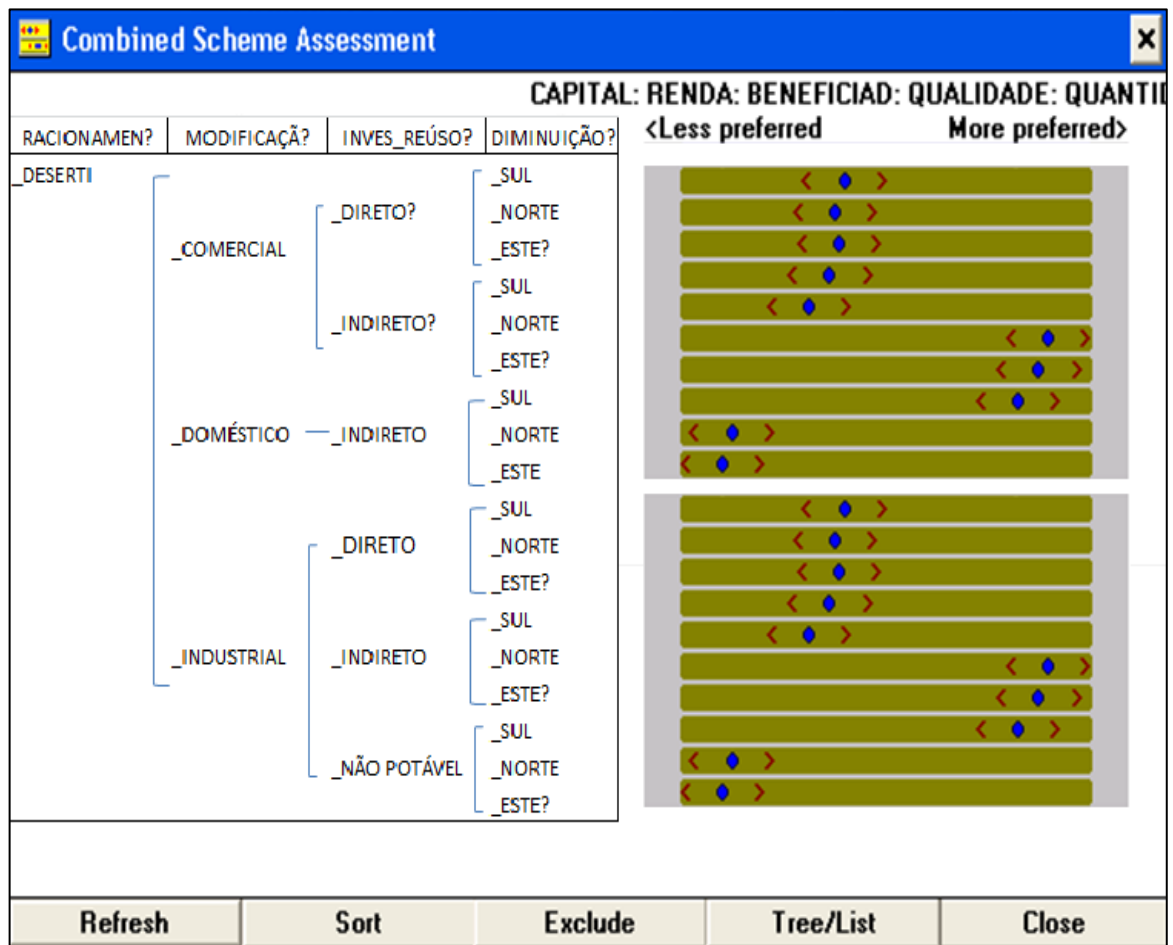 Combined Scheme Assessment
CAPITAL: RENDA: BENEFICIAD: QUALIDADE: QUANTID
RACIONAMEN? MODIFICAÇÃ? INVES_REÚSO? DIMINUIÇÃO? <Less preferred More preferred>
_DESERTI _SUL
_DIRETO? _NORTE
_COMERCIAL _ESTE?
_SUL
_INDIRETO? _NORTE
_ESTE?
_SUL
_DOMÉSTICO _INDIRETO _NORTE
_ESTE
_SUL
_DIRETO _NORTE
_ESTE?
_SUL
_INDUSTRIAL _INDIRETO _NORTE
_ESTE?
_SUL
_NÃO POTÁVEL _NORTE
_ESTE?
Refresh Sort Exclude Tree/List Close